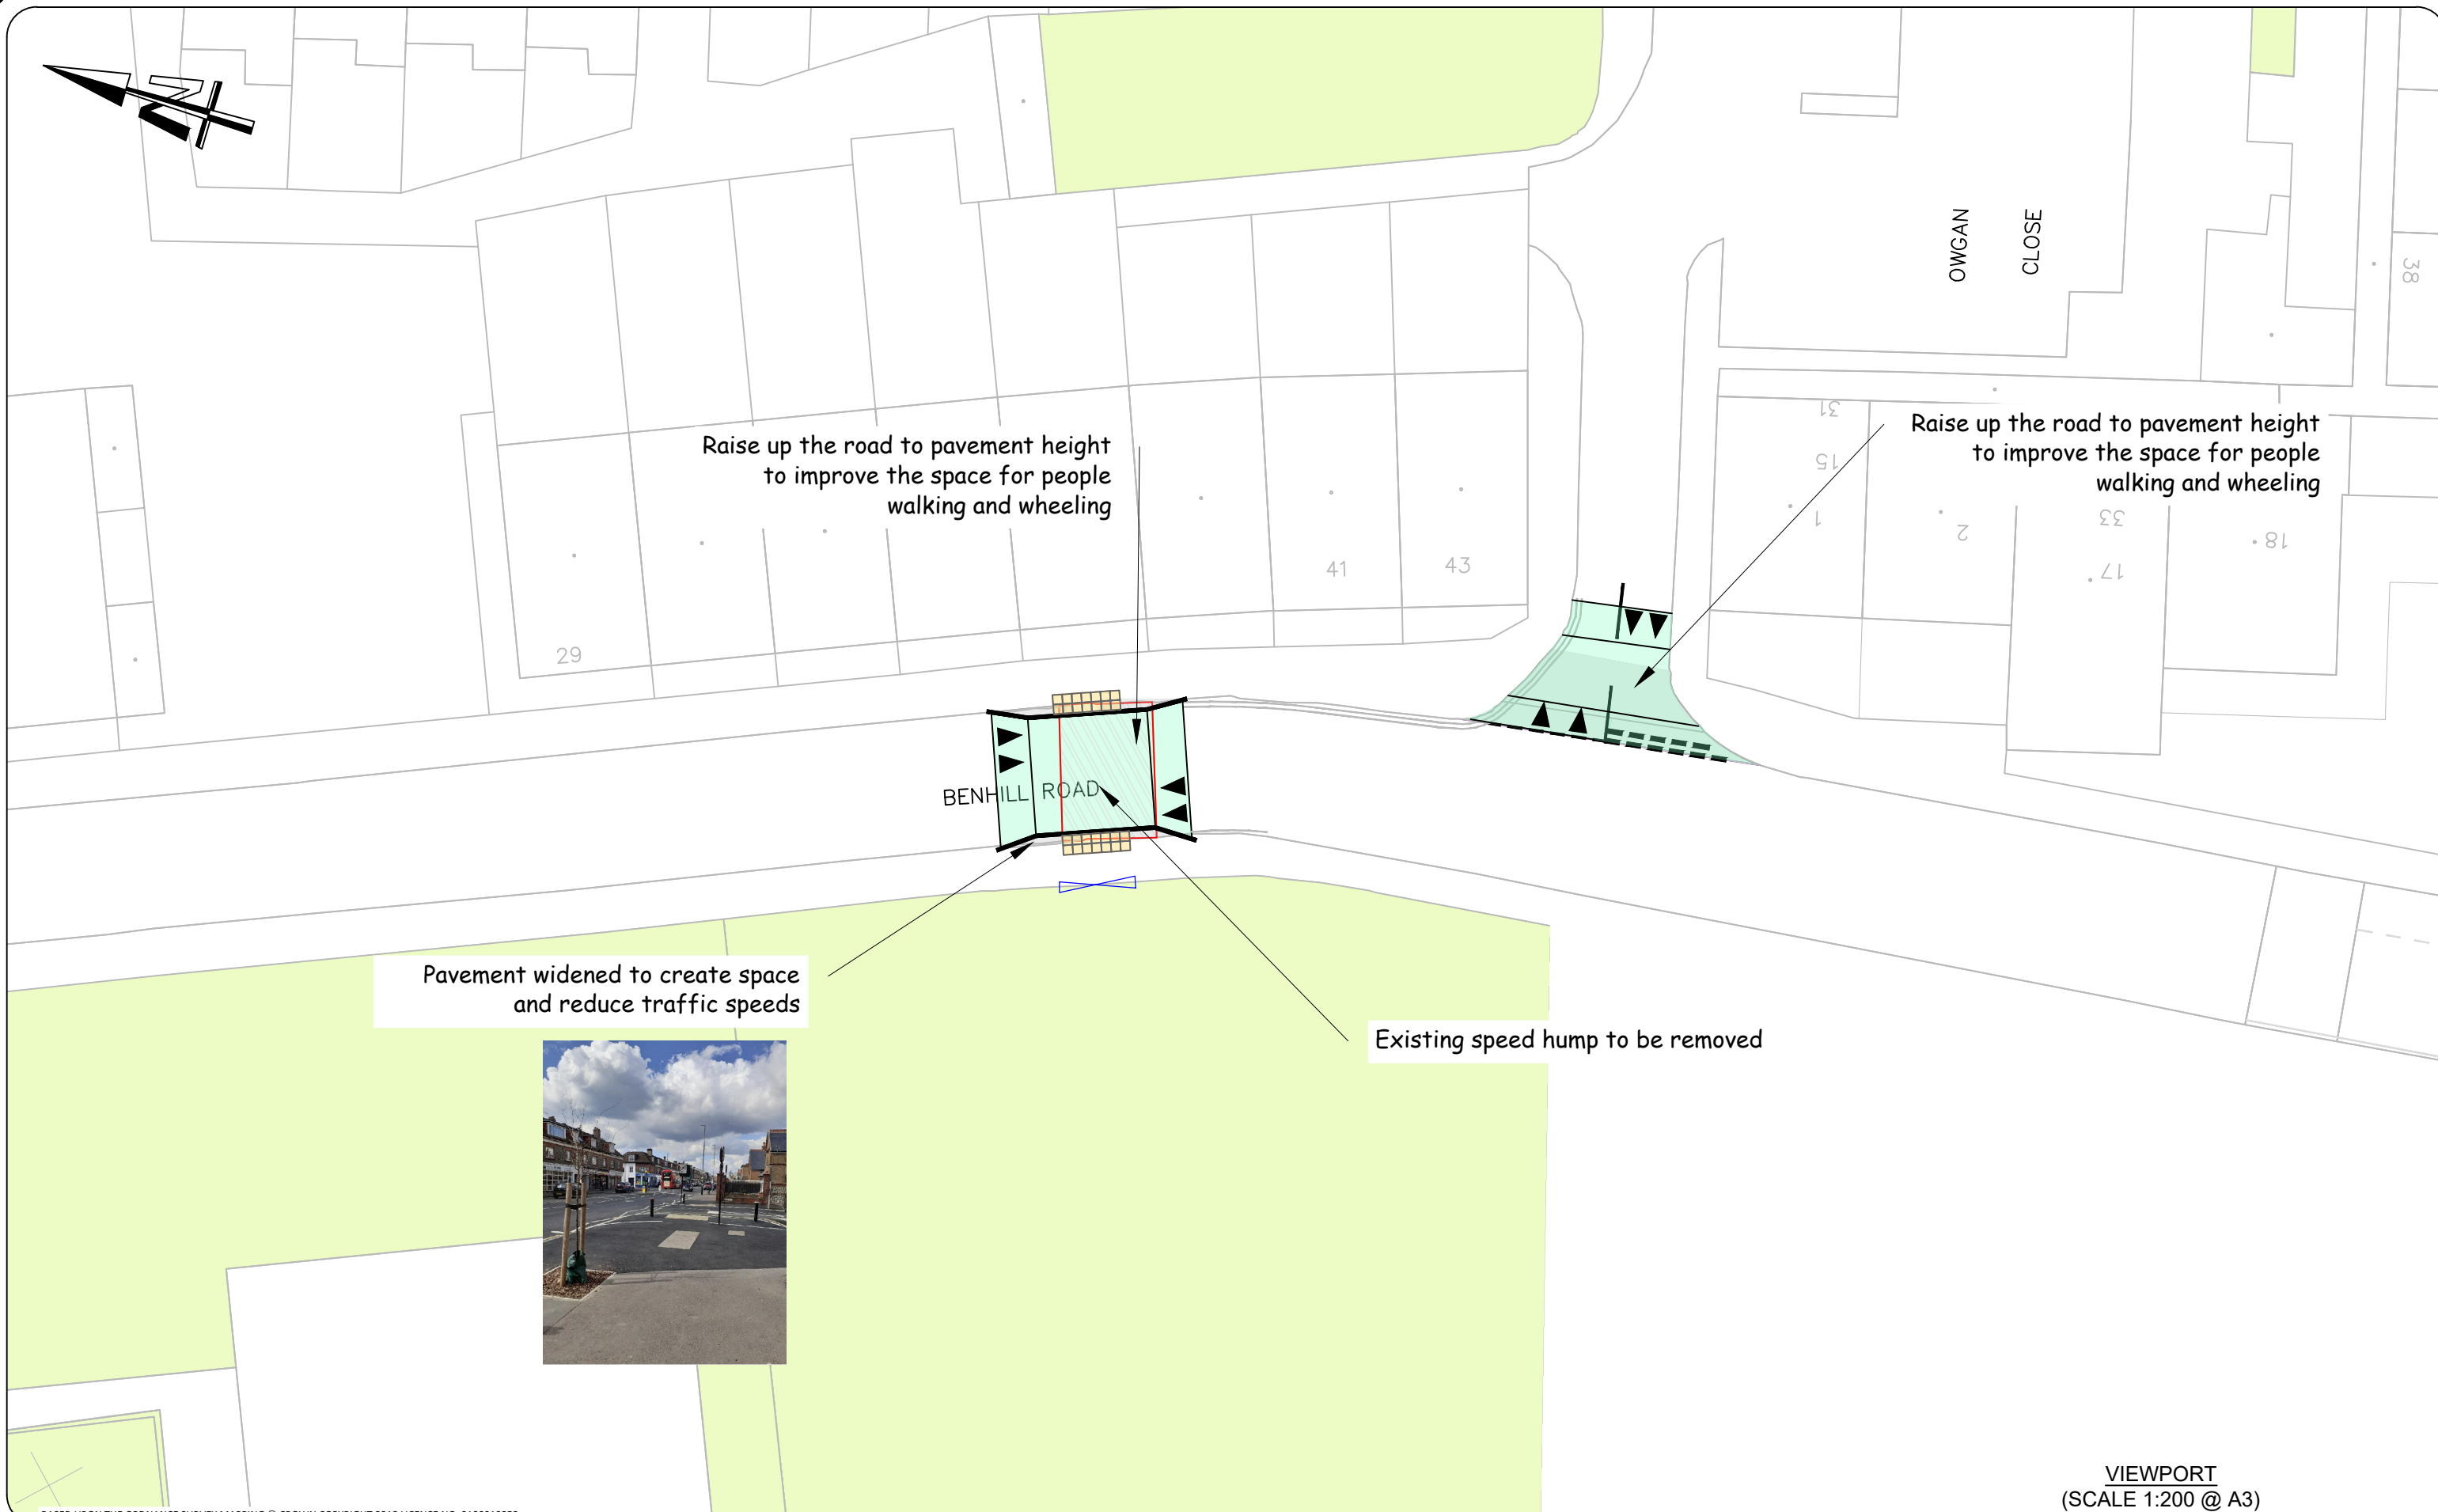 N
OWGAN
CLOSE
38
Raise up the road to pavement height
to improve the space for people
walking and wheeling
Raise up the road to pavement height
to improve the space for people
walking and wheeling
31
15
1
2
33
17
18
41
43
29
BENHILL ROAD
Pavement widened to create space
and reduce traffic speeds
Existing speed hump to be removed
VIEWPORT
(SCALE 1:200 @ A3)